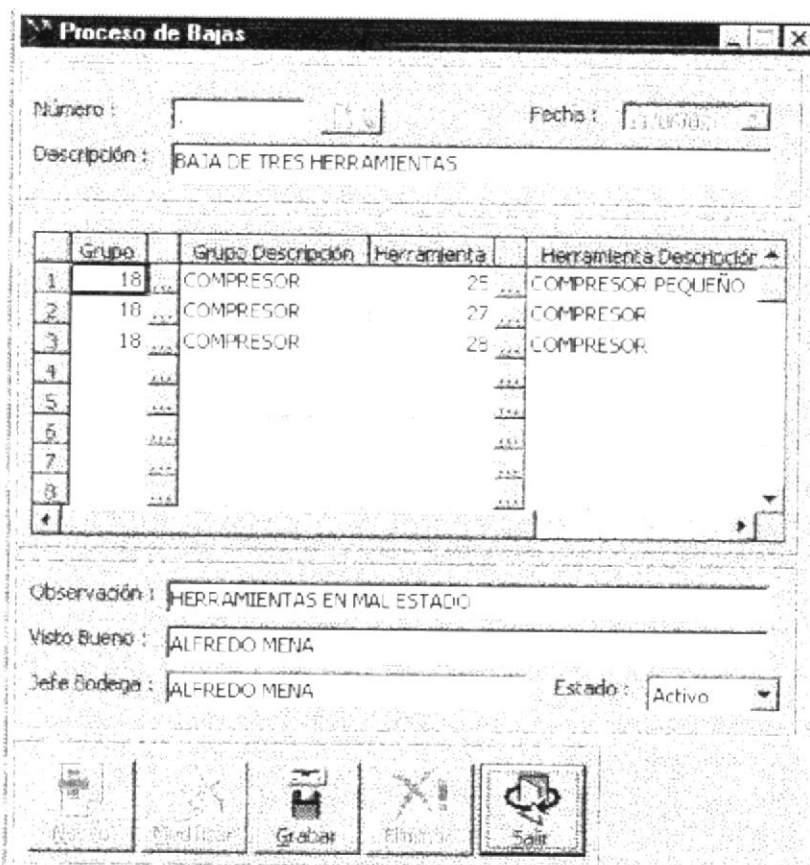 Proceso de Bajas
Número :
Fecha :
Descripción : BAJA DE TRES HERRAMIENTAS
Grupo Grupo Descripción Herramienta Herramienta Descripción
1 18 ... COMPRESOR 25 ... COMPRESOR PEQUEÑO
2 18 ... COMPRESOR 27 ... COMPRESOR
3 18 ... COMPRESOR 28 ... COMPRESOR
4 ... ...
5 ... ...
6 ... ...
7 ... ...
8 ... ...
Observación : HERRAMIENTAS EN MAL ESTADO
Visto Bueno : ALFREDO MENA
Jefe Bodega : ALFREDO MENA Estado : Activo
Modificar Grabar Eliminar Salir